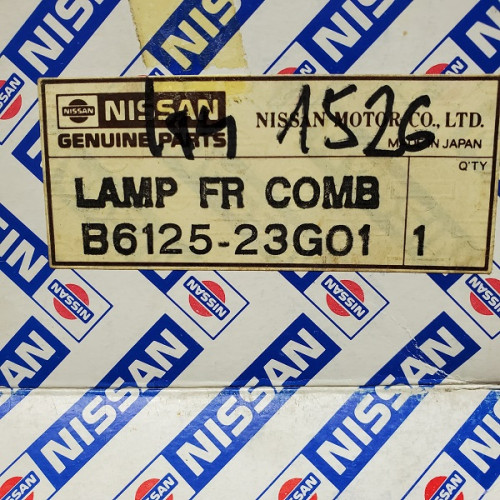 NISSAN
GENUINE PARTS
1526
NISSAN MOTOR CO., LTD.
MADE IN JAPAN
Q'TY
LAMP FR COMB
B6125-23G01 1
NISSAN
NISSAN
NISSAN
NISSAN
NISSAN
NISSAN
NISSAN